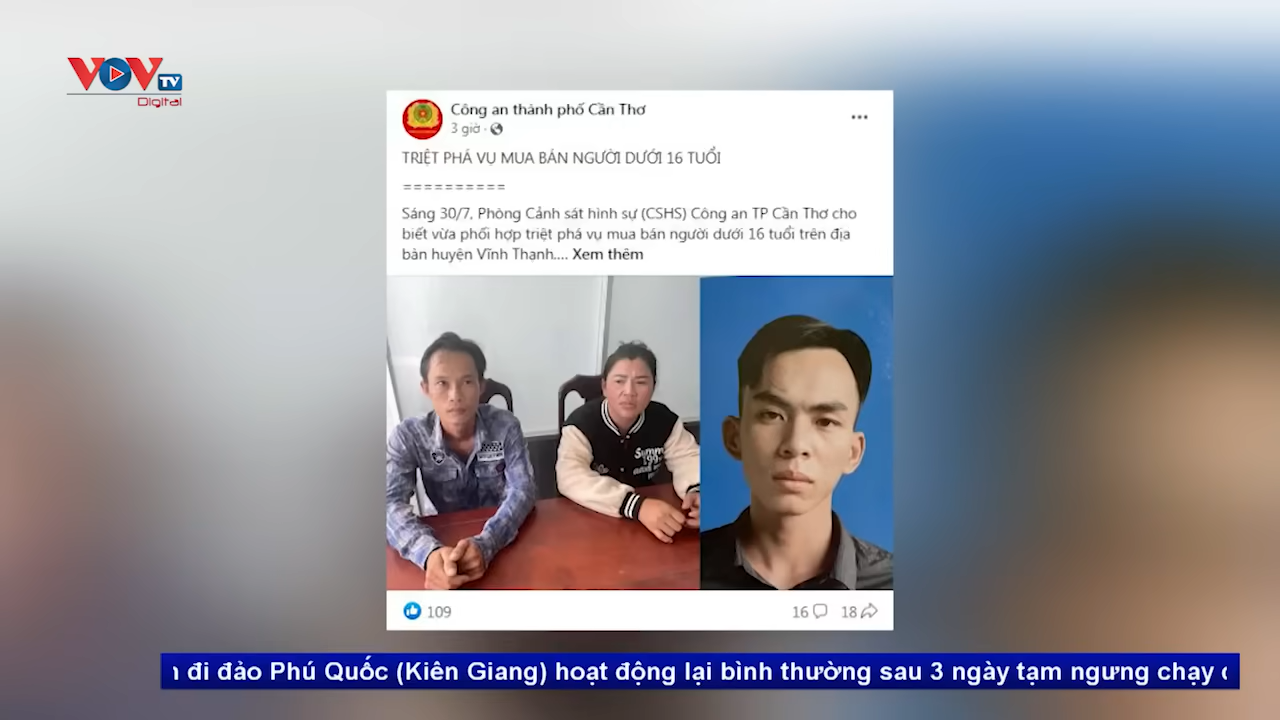 VOV TV
Digital
Công an thành phố Cần Thơ
3 giờ ·
TRIỆT PHÁ VỤ MUA BÁN NGƯỜI DƯỚI 16 TUỔI
==========
Sáng 30/7, Phòng Cảnh sát hình sự (CSHS) Công an TP Cần Thơ cho
biết vừa phối hợp triệt phá vụ mua bán người dưới 16 tuổi trên địa
bàn huyện Vĩnh Thạnh.... Xem thêm
109
16
18
đi đảo Phú Quốc (Kiên Giang) hoạt động lại bình thường sau 3 ngày tạm ngưng chạy